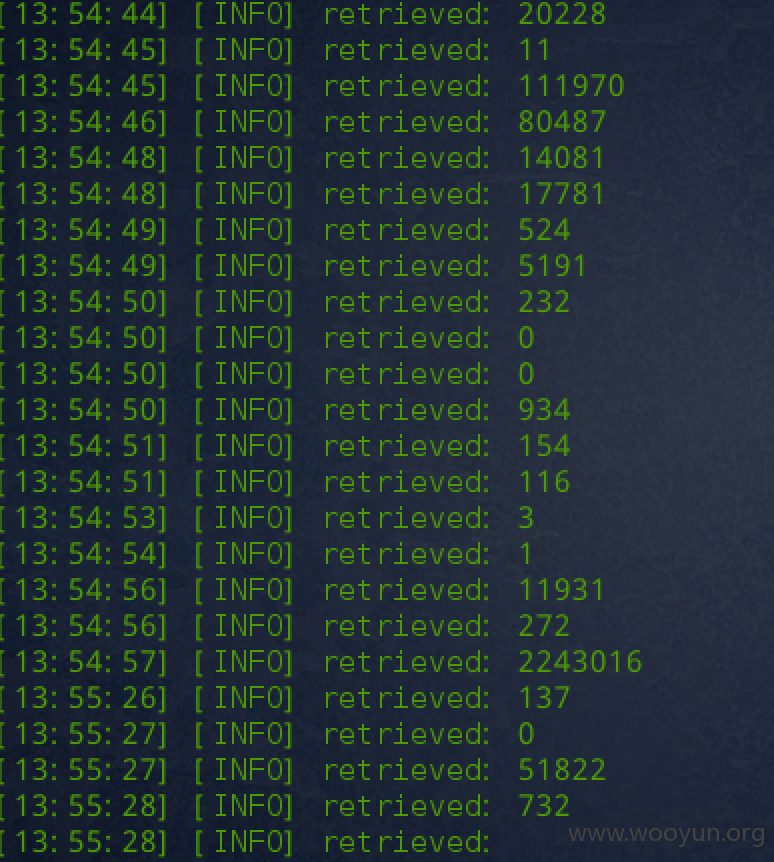 [13:54:44] [INFO] retrieved: 20228
[13:54:45] [INFO] retrieved: 11
[13:54:45] [INFO] retrieved: 111970
[13:54:46] [INFO] retrieved: 80487
[13:54:48] [INFO] retrieved: 14081
[13:54:48] [INFO] retrieved: 17781
[13:54:49] [INFO] retrieved: 524
[13:54:49] [INFO] retrieved: 5191
[13:54:50] [INFO] retrieved: 232
[13:54:50] [INFO] retrieved: 0
[13:54:50] [INFO] retrieved: 0
[13:54:50] [INFO] retrieved: 934
[13:54:51] [INFO] retrieved: 154
[13:54:51] [INFO] retrieved: 116
[13:54:53] [INFO] retrieved: 3
[13:54:54] [INFO] retrieved: 1
[13:54:56] [INFO] retrieved: 11931
[13:54:56] [INFO] retrieved: 272
[13:54:57] [INFO] retrieved: 2243016
[13:55:26] [INFO] retrieved: 137
[13:55:27] [INFO] retrieved: 0
[13:55:27] [INFO] retrieved: 51822
[13:55:28] [INFO] retrieved: 732
[13:55:28] [INFO] retrieved:
www.wooyun.org